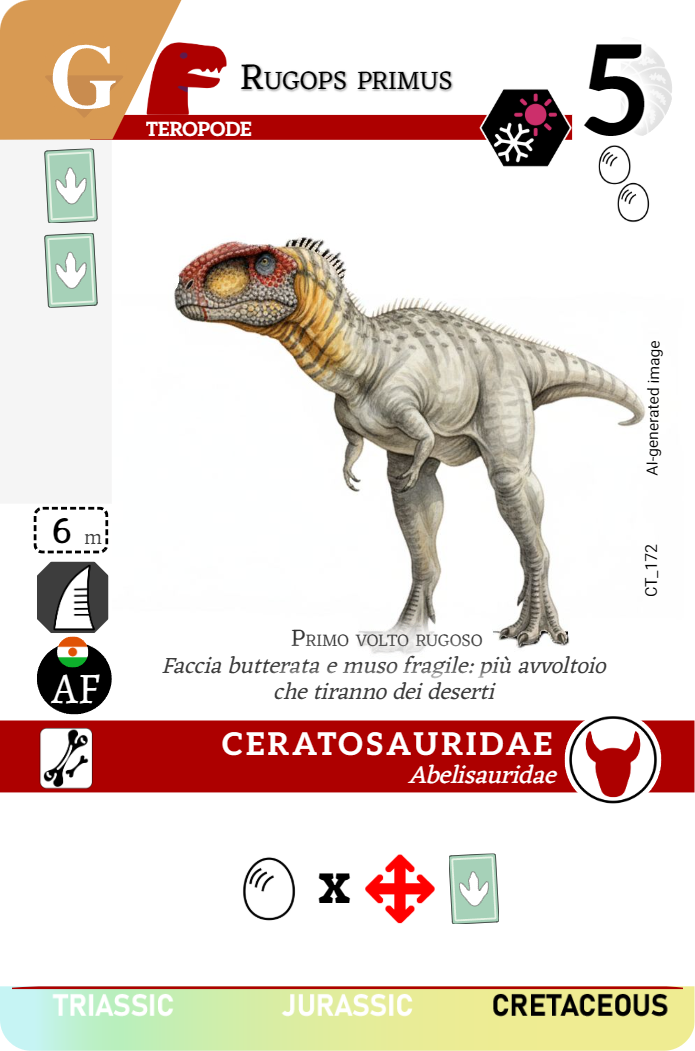 G
RUGOPS PRIMUS
5
TEROPODE
6 m
AF
AI-generated image
CT_172
PRIMO VOLTO RUGOSO
Faccia butterata e muso fragile: più avvoltoio
che tiranno dei deserti
CERATOSAURIDAE
Abelisauridae
x
TRIASSIC JURASSIC CRETACEOUS